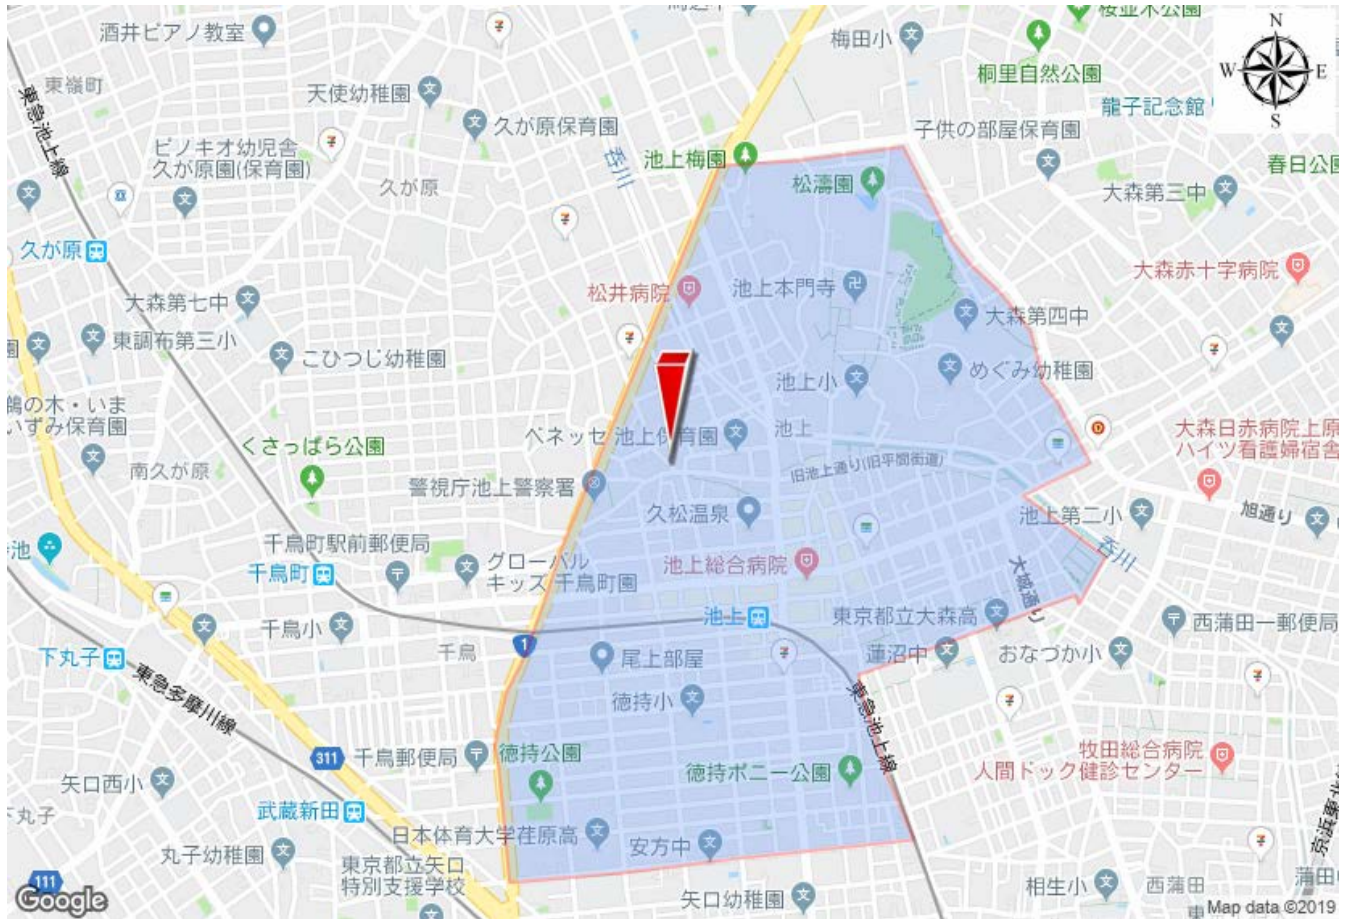 桜並木公園
酒井ピアノ教室
梅田小
N
W
E
S
東嶺町
桐里自然公園
天使幼稚園
龍子記念館
東急池上線
久が原保育園
子供の部屋保育園
ピノキオ幼児舎
久が原園(保育園)
池上梅園
呑川
春日公園
久が原
松濤園
大森第三中
久が原
大森赤十字病院
池上本門寺
松井病院
大森第七中
大森第四中
東調布第三小
こひつじ幼稚園
めぐみ幼稚園
池上小
鵜の木・いま
いずみ保育園
大森日赤病院上原
ハイツ看護婦宿舎
ベネッセ 池上保育園
池上
くさっぱら公園
旧池上通り(旧平間街道)
南久が原
警視庁池上警察署
久松温泉
池上第二小
旭通り
千鳥町駅前郵便局
呑川
グローバル
キッズ 千鳥町園
池上総合病院
千鳥町
大城通り
池上
東京都立大森高
千鳥小
西蒲田一郵便局
1
千鳥
尾上部屋
蓮沼中
おなづか小
下丸子
東急多摩川線
徳持小
東急池上線
311
千鳥郵便局
徳持公園
徳持ポニー公園
牧田総合病院
人間ドック健診センター
矢口西小
下丸子
武蔵新田
日本体育大学荏原高
安方中
丸子幼稚園
東京都立矢口
特別支援学校
京浜東北
111
矢口幼稚園
相生小
西蒲田
Google
Map data ©2019